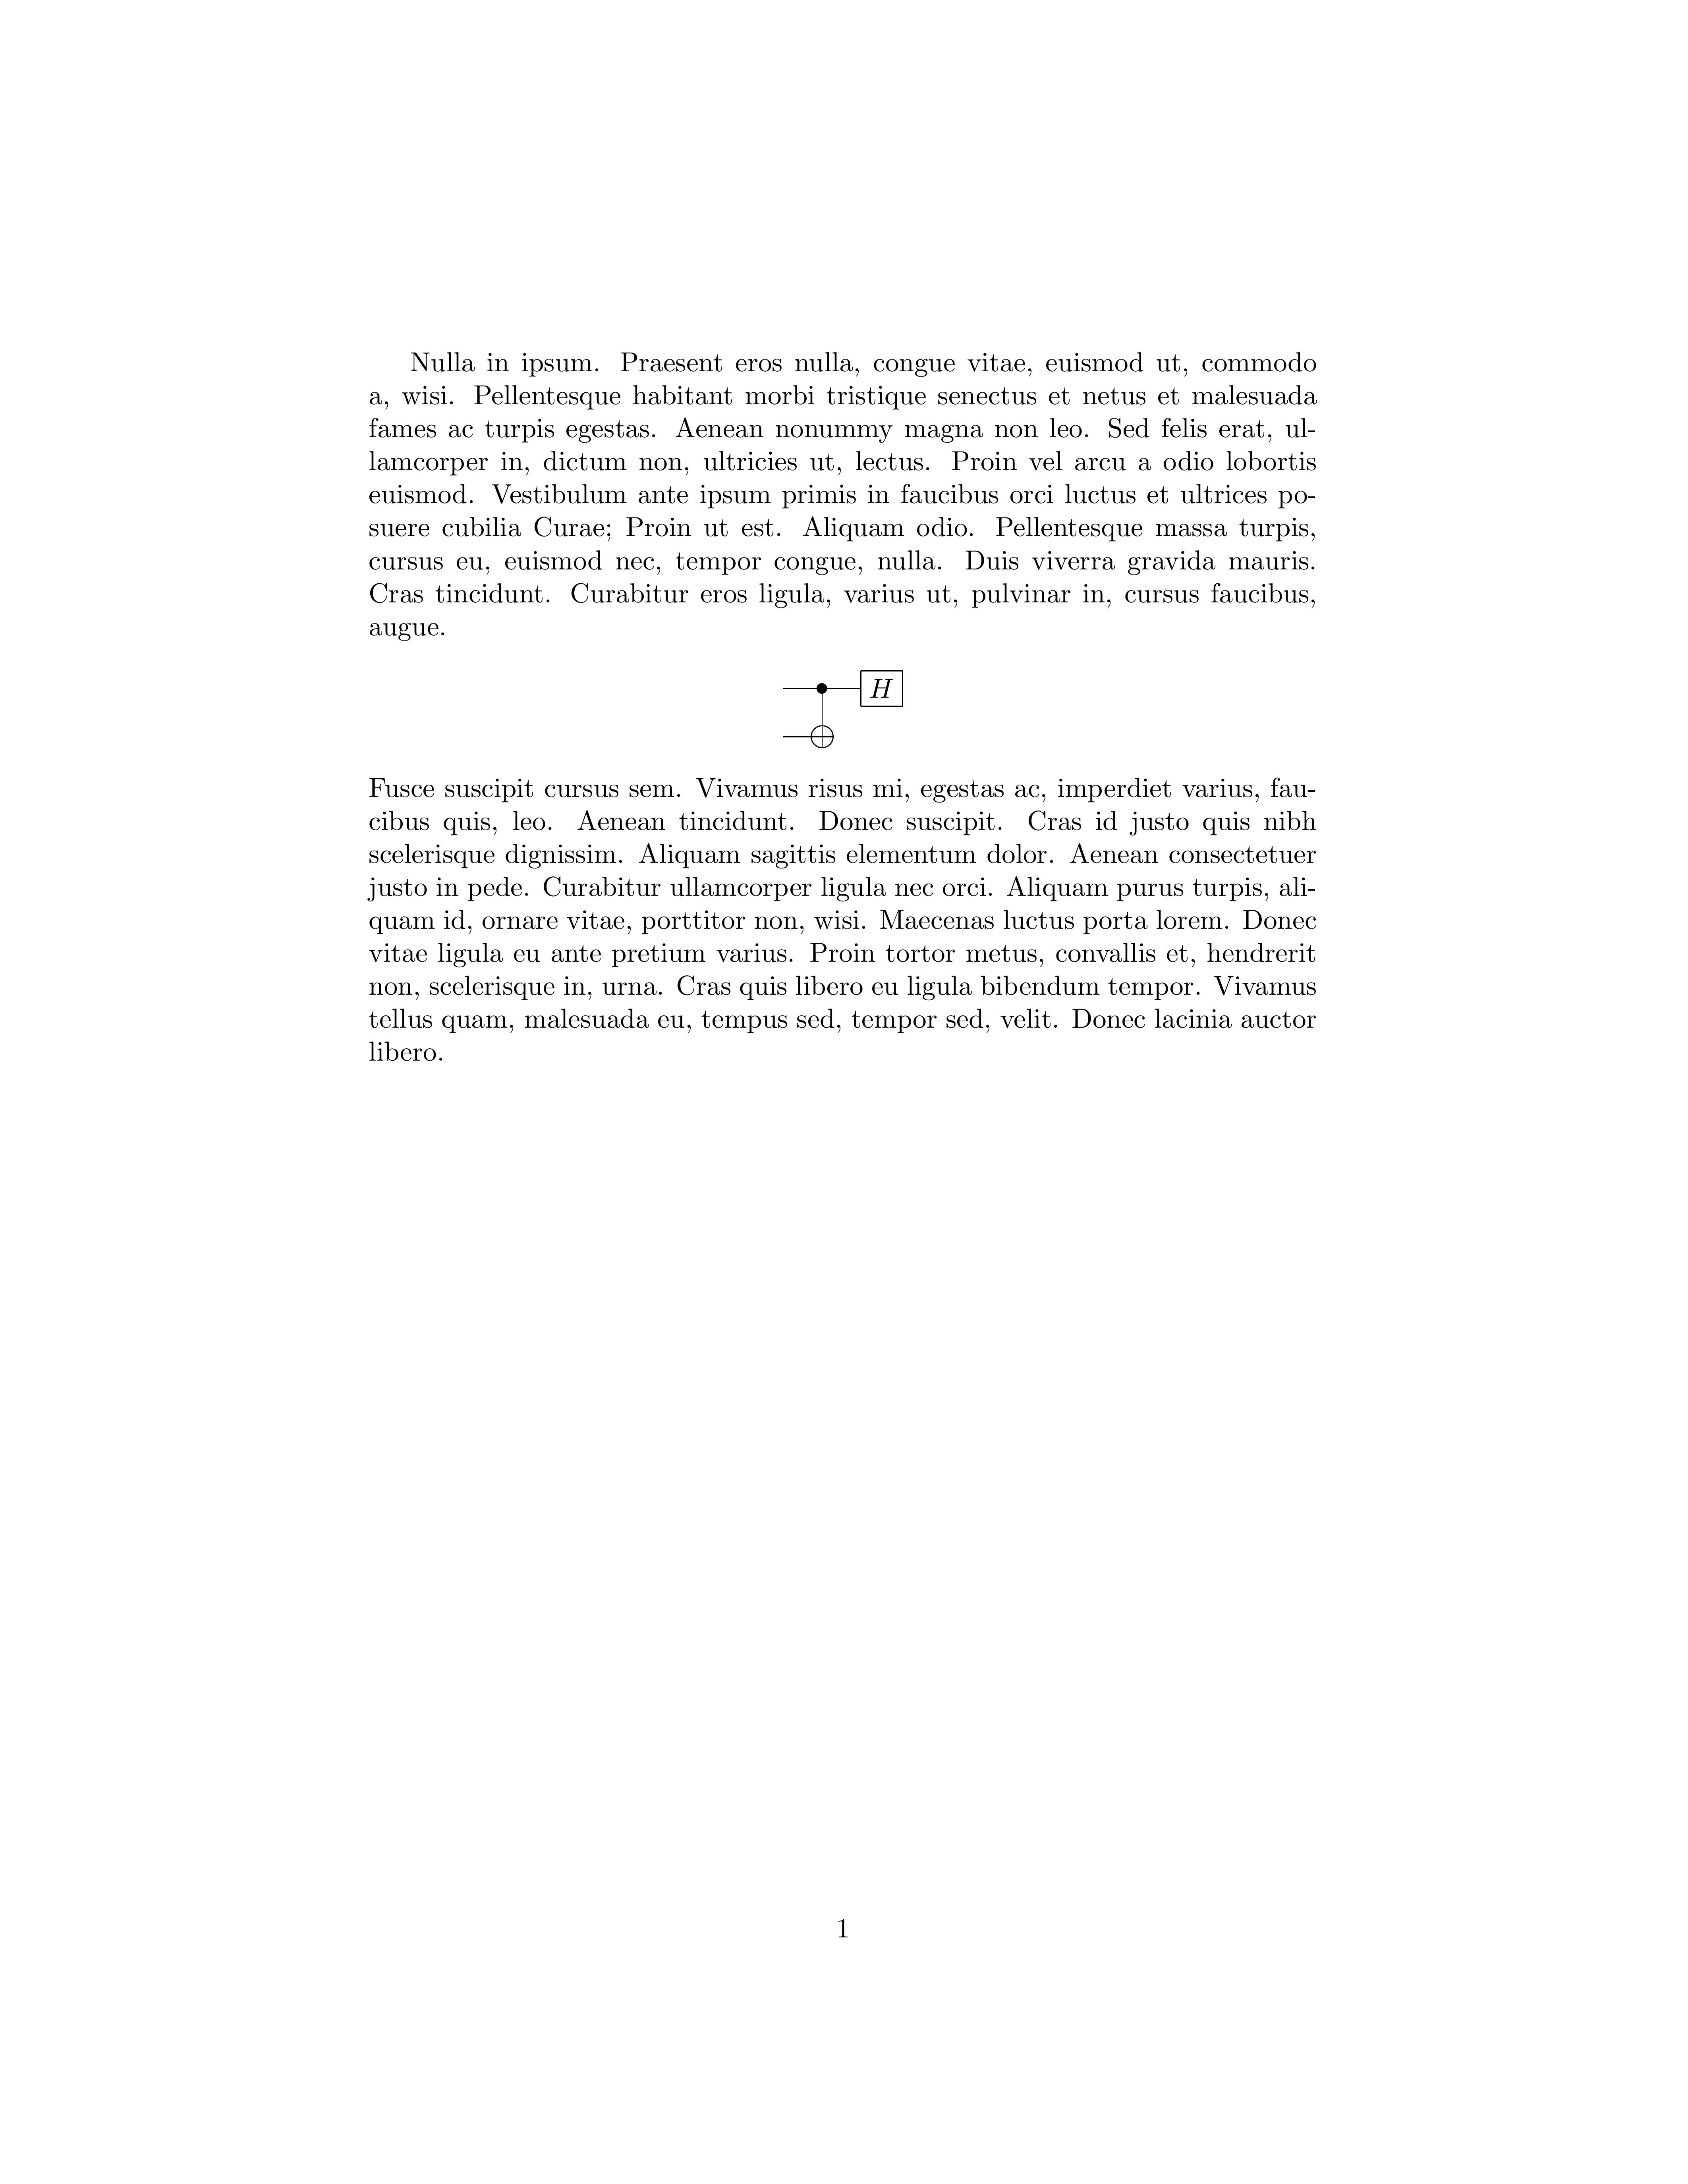 Nulla in ipsum. Praesent eros nulla, congue vitae, euismod ut, commodo
a, wisi. Pellentesque habitant morbi tristique senectus et netus et malesuada
fames ac turpis egestas. Aenean nonummy magna non leo. Sed felis erat, ul-
lamcorper in, dictum non, ultricies ut, lectus. Proin vel arcu a odio lobortis
euismod. Vestibulum ante ipsum primis in faucibus orci luctus et ultrices po-
suere cubilia Curae; Proin ut est. Aliquam odio. Pellentesque massa turpis,
cursus eu, euismod nec, tempor congue, nulla. Duis viverra gravida mauris.
Cras tincidunt. Curabitur eros ligula, varius ut, pulvinar in, cursus faucibus,
augue.
H
Fusce suscipit cursus sem. Vivamus risus mi, egestas ac, imperdiet varius, fau-
cibus quis, leo. Aenean tincidunt. Donec suscipit. Cras id justo quis nibh
scelerisque dignissim. Aliquam sagittis elementum dolor. Aenean consectetuer
justo in pede. Curabitur ullamcorper ligula nec orci. Aliquam purus turpis, ali-
quam id, ornare vitae, porttitor non, wisi. Maecenas luctus porta lorem. Donec
vitae ligula eu ante pretium varius. Proin tortor metus, convallis et, hendrerit
non, scelerisque in, urna. Cras quis libero eu ligula bibendum tempor. Vivamus
tellus quam, malesuada eu, tempus sed, tempor sed, velit. Donec lacinia auctor
libero.
1